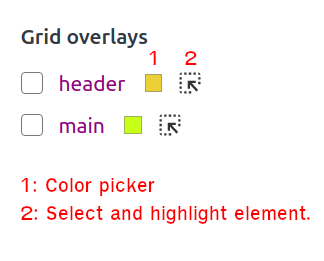 Grid overlays
1 2
header
main
1: Color picker
2: Select and highlight element.